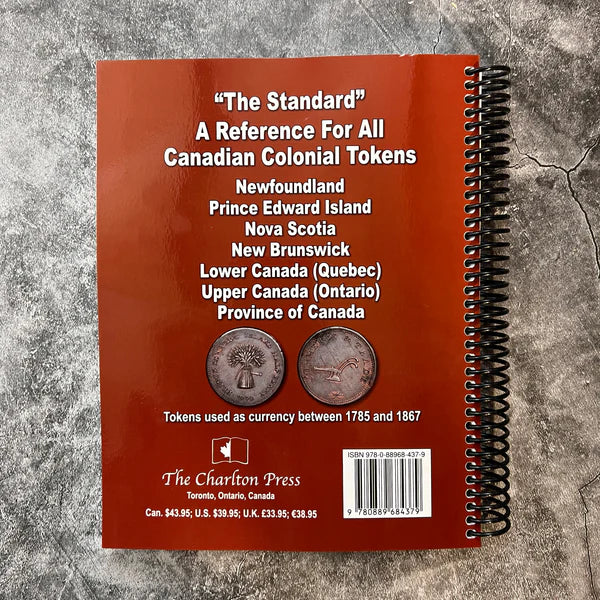 “The Standard”
A Reference For All
Canadian Colonial Tokens
Newfoundland
Prince Edward Island
Nova Scotia
New Brunswick
Lower Canada (Quebec)
Upper Canada (Ontario)
Province of Canada
Tokens used as currency between 1785 and 1867
The Charlton Press
Toronto, Ontario, Canada
Can. $43.95; U.S. $39.95; U.K. £33.95; €38.95
ISBN 978-0-88968-437-9
9 780889 684379